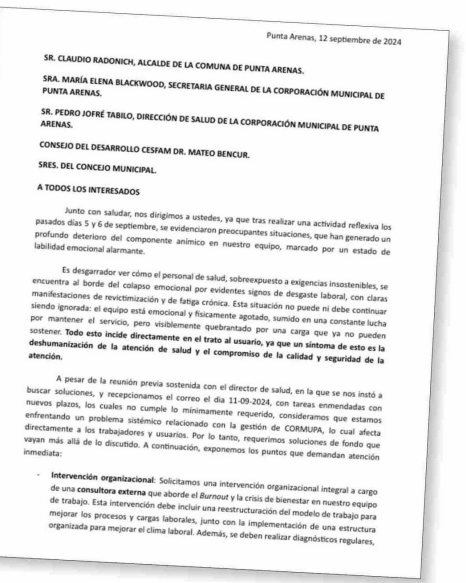 Punta Arenas, 12 septiembre de 2024
SR. CLAUDIO RADONICH, ALCALDE DE LA COMUNA DE PUNTA ARENAS.
SRA. MARÍA ELENA BLACKWOOD, SECRETARIA GENERAL DE LA CORPORACIÓN MUNICIPAL DE
PUNTA ARENAS.
SR. PEDRO JOFRÉ TABILO, DIRECCIÓN DE SALUD DE LA CORPORACIÓN MUNICIPAL DE PUNTA
ARENAS.
CONSEJO DEL DESARROLLO CESFAM DR. MATEO BENCUR.
SRES. DEL CONCEJO MUNICIPAL.
A TODOS LOS INTERESADOS
Junto con saludar, nos dirigimos a ustedes, ya que tras realizar una actividad reflexiva los
pasados días 5 y 6 de septiembre, se evidenciaron preocupantes situaciones, que han generado un
profundo deterioro del componente anímico en nuestro equipo, marcado por un estado de
labilidad emocional alarmante.
Es desgarrador ver cómo el personal de salud, sobreexpuesto a exigencias insostenibles, se
encuentra al borde del colapso emocional por evidentes signos de desgaste laboral, con claras
manifestaciones de revictimización y de fatiga crónica. Esta situación no puede ni debe continuar
siendo ignorada: el equipo está emocional y físicamente agotado, sumido en una constante lucha
por mantener el servicio, pero visiblemente quebrantado por una carga que ya no pueden
sostener. Todo esto incide directamente en el trato al usuario, ya que un síntoma de esto es la
deshumanización de la atención de salud y el compromiso de la calidad y seguridad de la
atención.
A pesar de la reunión previa sostenida con el director de salud, en la que se nos instó a
buscar soluciones, y recepcionamos el correo el día 11-09-2024, con tareas enmendadas con
nuevos plazos, los cuales no cumple lo mínimamente requerido, consideramos que estamos
enfrentando un problema sistémico relacionado con la gestión de CORMUPA, lo cual afecta
directamente a los trabajadores y usuarios. Por lo tanto, requerimos soluciones de fondo que
vayan más allá de lo discutido. A continuación, exponemos los puntos que demandan atención
inmediata:
- Intervención organizacional: Solicitamos una intervención organizacional integral a cargo
de una consultora externa que aborde el Burnout y la crisis de bienestar en nuestro equipo
de trabajo. Esta intervención debe incluir una reestructuración del modelo de trabajo para
mejorar los procesos y cargas laborales, junto con la implementación de una estructura
organizada para mejorar el clima laboral. Además, se deben realizar diagnósticos regulares,